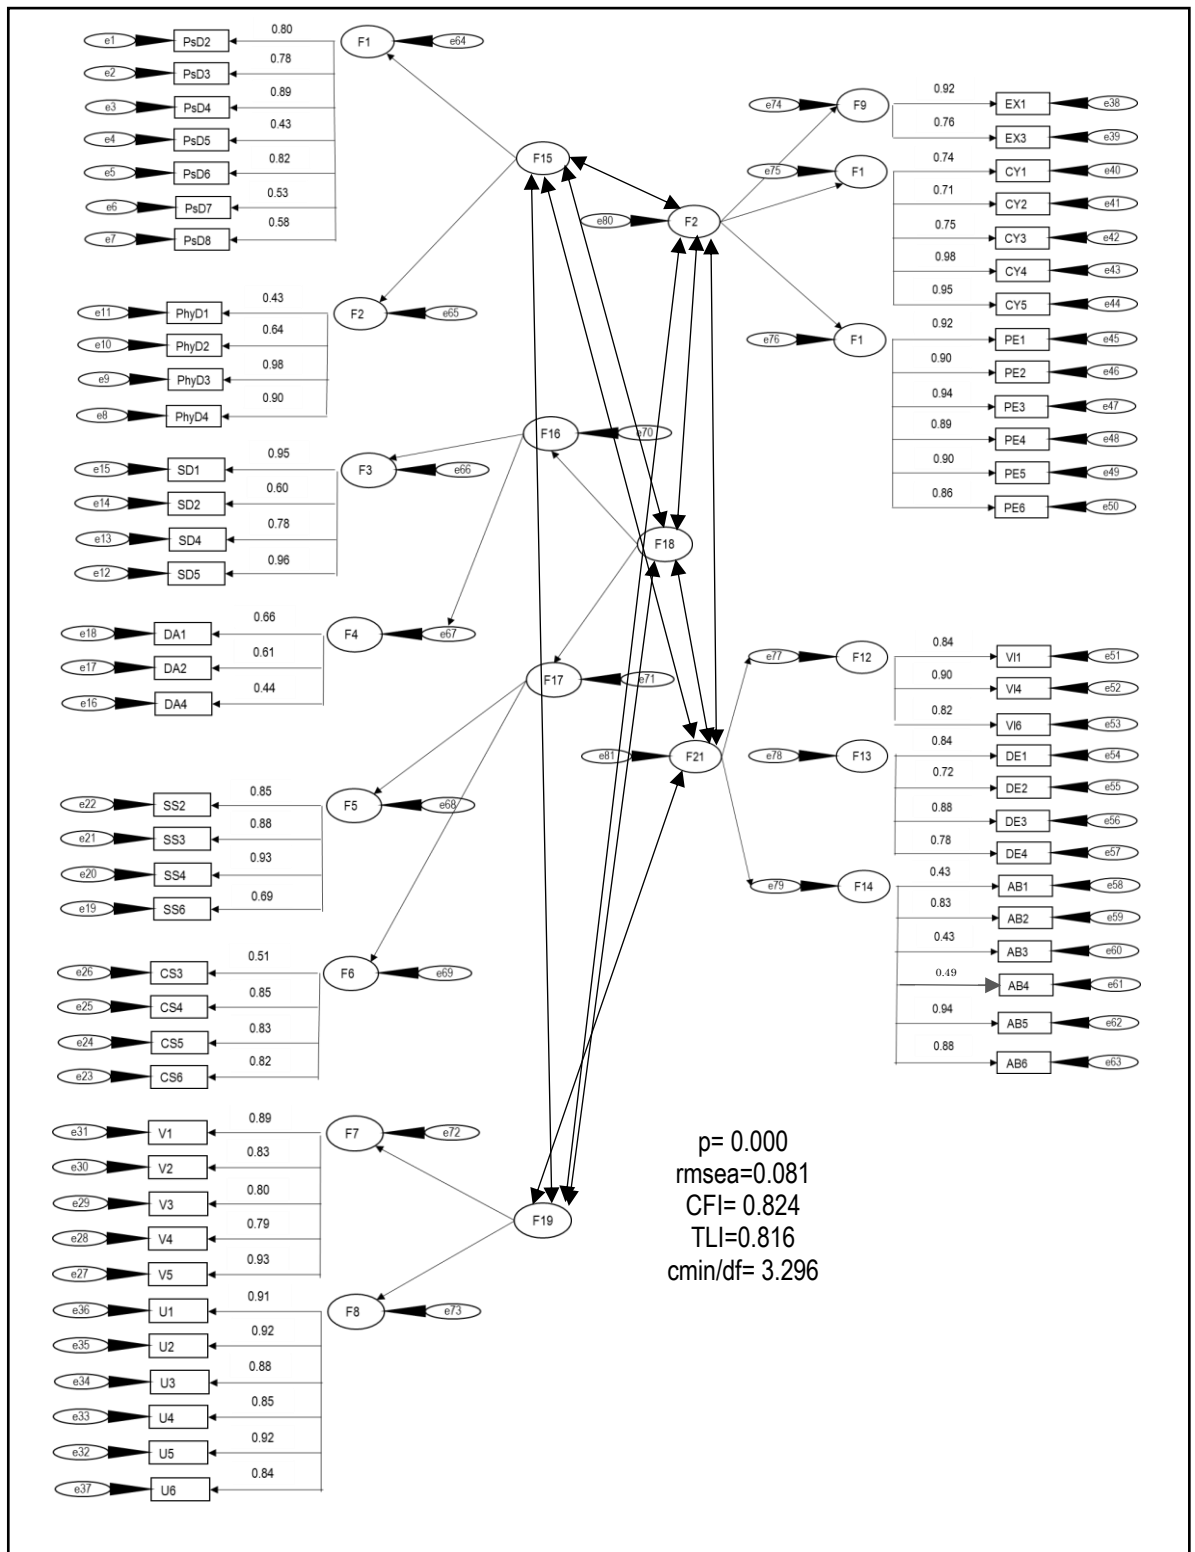 e1 PsD2 0.80 F1 e64
e2 PsD3 0.78
e3 PsD4 0.89
e4 PsD5 0.43
e5 PsD6 0.82
e6 PsD7 0.53
e7 PsD8 0.58
e11 PhyD1 0.43 F2 e65
e10 PhyD2 0.64
e9 PhyD3 0.98
e8 PhyD4 0.90
e15 SD1 0.95 F3 e66
e14 SD2 0.60
e13 SD4 0.78
e12 SD5 0.96
e18 DA1 0.66 F4 e67
e17 DA2 0.61
e16 DA4 0.44
e22 SS2 0.85 F5 e68
e21 SS3 0.88
e20 SS4 0.93
e19 SS6 0.69
e26 CS3 0.51 F6 e69
e25 CS4 0.85
e24 CS5 0.83
e23 CS6 0.82
e31 V1 0.89 F7 e72
e30 V2 0.83
e29 V3 0.80
e28 V4 0.79
e27 V5 0.93
e36 U1 0.91 F8 e73
e35 U2 0.92
e34 U3 0.88
e33 U4 0.85
e32 U5 0.92
e37 U6 0.84
F15
F16 e70
F18
F17 e71
F19
e80 F2
e81 F21
e74 F9 0.92 EX1 e38
0.76 EX3 e39
e75 F1 0.74 CY1 e40
0.71 CY2 e41
0.75 CY3 e42
0.98 CY4 e43
0.95 CY5 e44
e76 F1 0.92 PE1 e45
0.90 PE2 e46
0.94 PE3 e47
0.89 PE4 e48
0.90 PE5 e49
0.86 PE6 e50
e77 F12 0.84 VI1 e51
0.90 VI4 e52
0.82 VI6 e53
e78 F13 0.84 DE1 e54
0.72 DE2 e55
0.88 DE3 e56
0.78 DE4 e57
e79 F14 0.43 AB1 e58
0.83 AB2 e59
0.43 AB3 e60
0.49 AB4 e61
0.94 AB5 e62
0.88 AB6 e63
p= 0.000
rmsea=0.081
CFI= 0.824
TLI=0.816
cmin/df= 3.296